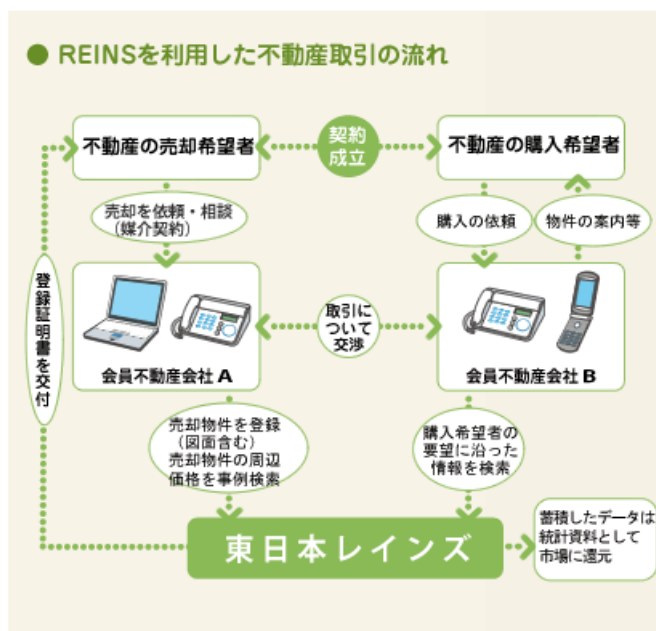 ● REINSを利用した不動産取引の流れ
不動産の売却希望者
契約
成立
不動産の購入希望者
売却を依頼・相談
(媒介契約)
購入の依頼
物件の案内等
登録証明書を交付
取引に
ついて
交渉
会員不動産会社 A
会員不動産会社 B
売却物件を登録
(図面含む)
売却物件の周辺
価格を事例検索
購入希望者の
要望に沿った
情報を検索
東日本レインズ
蓄積したデータは
統計資料として
市場に還元